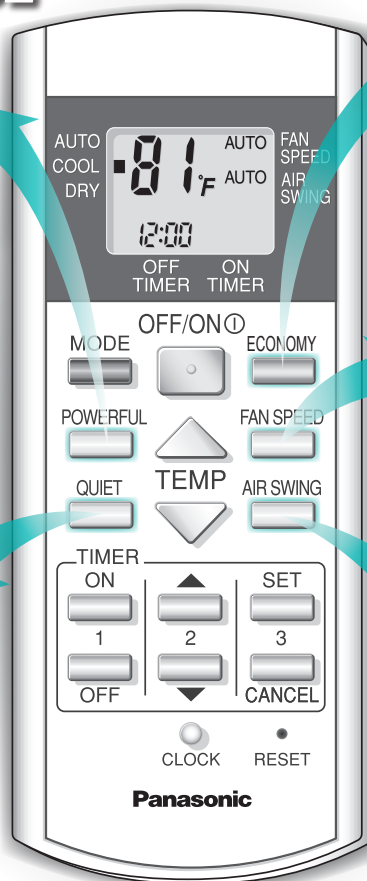 AUTO
COOL
DRY
81°F
AUTO
AUTO
FAN
SPEED
AIR
SWING
12:00
OFF
TIMER
ON
TIMER
OFF/ON
MODE
ECONOMY
POWERFUL
FAN SPEED
TEMP
QUIET
AIR SWING
TIMER
ON
SET
1
2
3
OFF
CANCEL
CLOCK
RESET
Panasonic